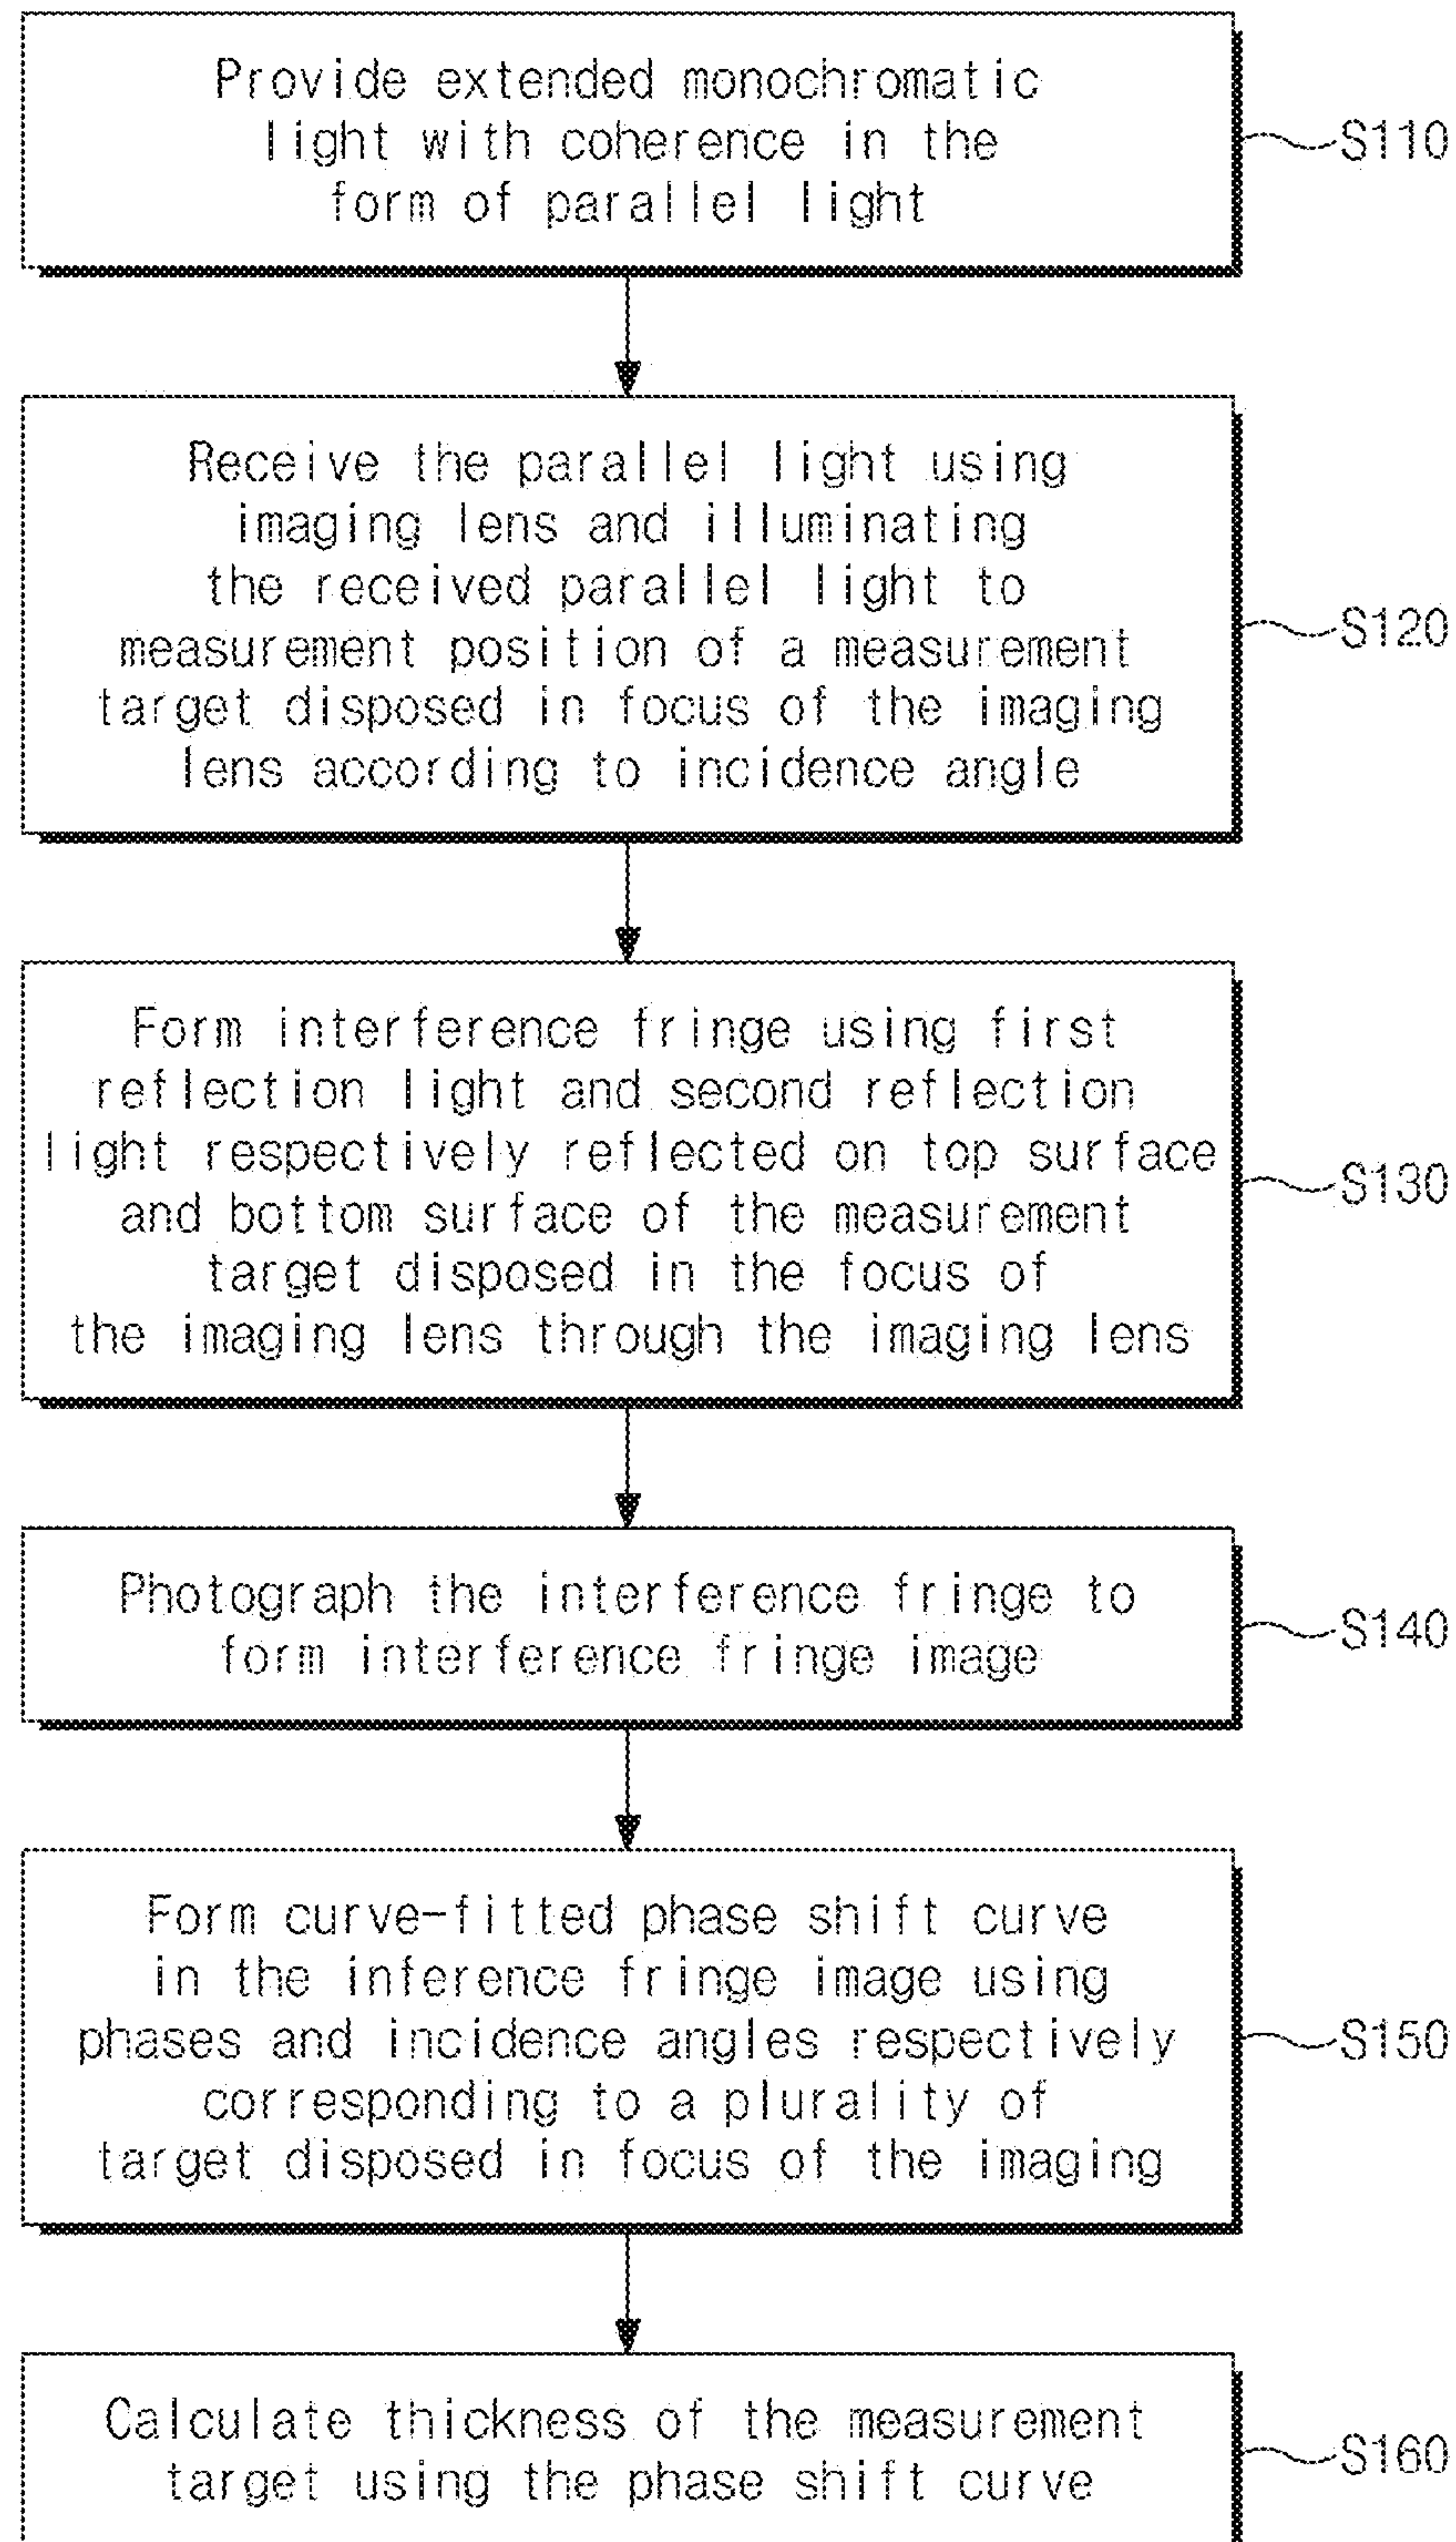 Provide extended monochromatic
light with coherence in the
form of parallel light
S110
Receive the parallel light using
imaging lens and illuminating
the received parallel light to
measurement position of a measurement
target disposed in focus of the imaging
lens according to incidence angle
S120
Form interference fringe using first
reflection light and second reflection
light respectively reflected on top surface
and bottom surface of the measurement
target disposed in the focus of
the imaging lens through the imaging lens
S130
Photograph the interference fringe to
form interference fringe image
S140
Form curve-fitted phase shift curve
in the inference fringe image using
phases and incidence angles respectively
corresponding to a plurality of
target disposed in focus of the imaging
S150
Calculate thickness of the measurement
target using the phase shift curve
S160